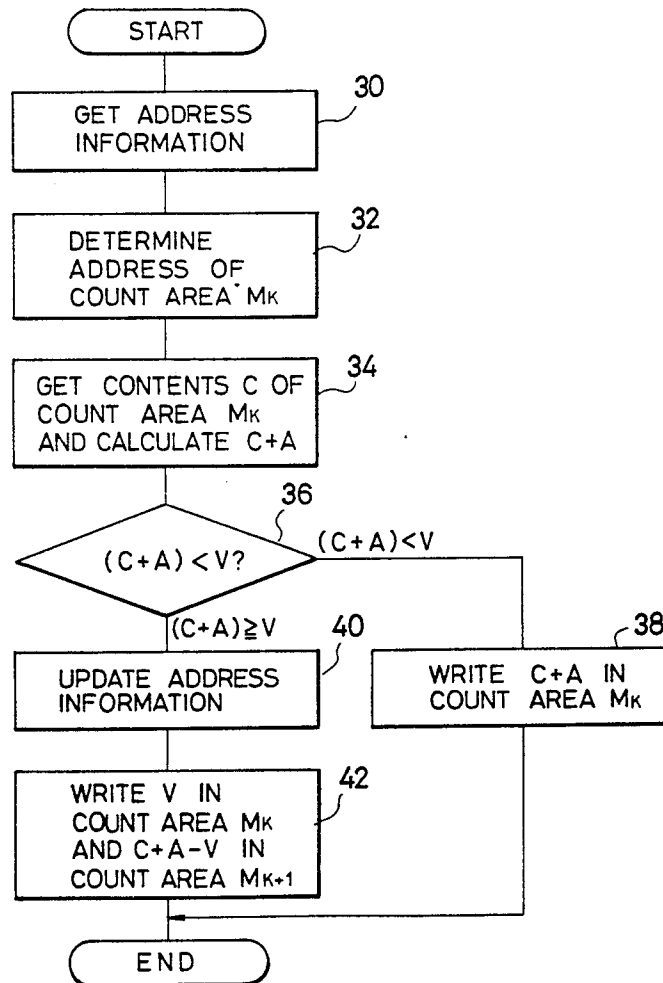 START
30
GET ADDRESS
INFORMATION
32
DETERMINE
ADDRESS OF
COUNT AREA MK
34
GET CONTENTS C OF
COUNT AREA MK
AND CALCULATE C+A
36
(C+A)<V?
(C+A)<V
(C+A)≧V
40
UPDATE ADDRESS
INFORMATION
38
WRITE C+A IN
COUNT AREA MK
42
WRITE V IN
COUNT AREA MK
AND C+A-V IN
COUNT AREA MK+1
END